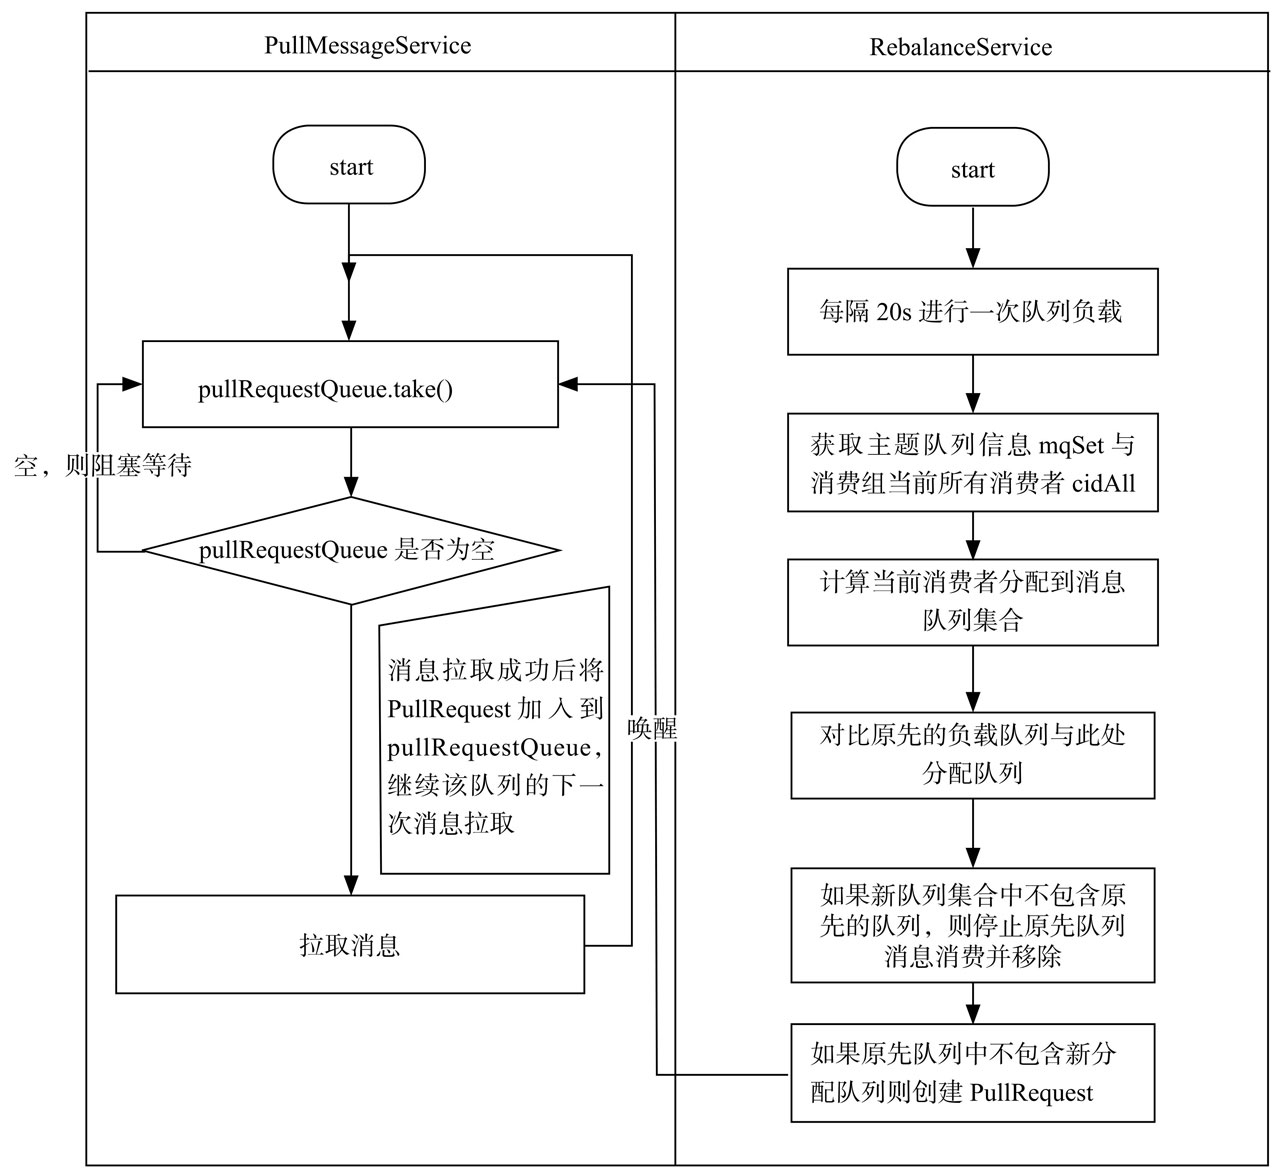 PullMessageService
RebalanceService
start
pullRequestQueue.take()
空，则阻塞等待
pullRequestQueue 是否为空
消息拉取成功后将
PullRequest 加入到
pullRequestQueue，
继续该队列的下一
次消息拉取
唤醒
拉取消息
start
每隔 20s 进行一次队列负载
获取主题队列信息 mqSet 与
消费组当前所有消费者 cidAll
计算当前消费者分配到消息
队列集合
对比原先的负载队列与此处
分配队列
如果新队列集合中不包含原
先的队列，则停止原先队列
消息消费并移除
如果原先队列中不包含新分
配队列则创建 PullRequest